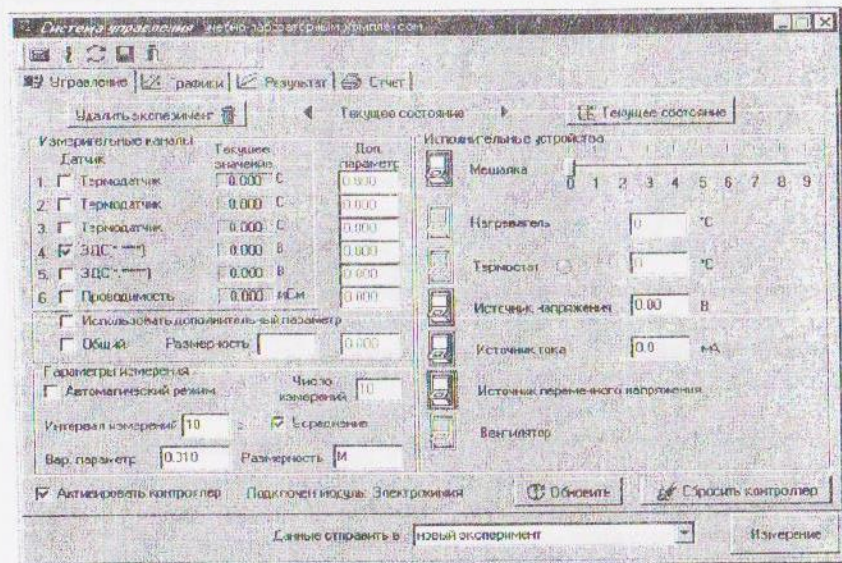 Система управления учебно-лабораторным комплексом
Управление Графики Результат Отчет
Удалить эксперимент Текущее состояние Текущее состояние
Измерительные каналы
Датчик Текущее значение Доп. параметр
1. Термодатчик 0.000 С 0.000
2. Термодатчик 0.000 С 0.000
3. Термодатчик 0.000 С 0.000
4. ЭДС 0.000 В 0.000
5. ЭДС 0.000 В 0.000
6. Проводимость 0.000 мСм 0.000
Использовать дополнительный параметр
Общий Размерность 0.000
Параметры измерения
Автоматический режим Число измерений 10
Интервал измерений 10 Усреднение
Вар. параметр 0.310 Размерность М
Исполнительные устройства
Мешалка
0 1 2 3 4 5 6 7 8 9
Нагреватель 0 °C
Термостат 0 °C
Источник напряжения 0.00 В
Источник тока 0.0 мА
Источник переменного напряжения
Вентилятор
Активировать контроллер Подключен модуль: Электрохимия Обновить Сбросить контроллер
Данные отправить в новый эксперимент Измерение